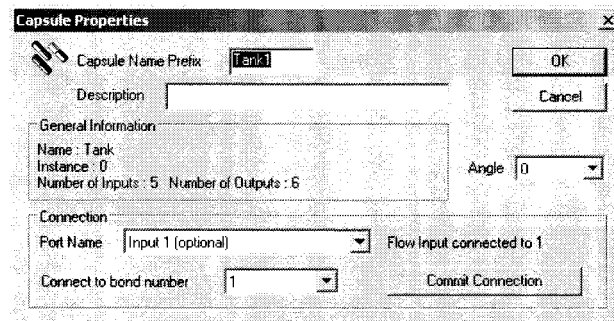 Capsule Properties
Capsule Name Prefix Tank1 OK
Description Cancel
General Information
Name : Tank
Instance : 0
Number of Inputs : 5 Number of Outputs : 6
Angle 0
Connection
Port Name Input 1 (optional) Flow Input connected to 1
Connect to bond number 1 Commit Connection